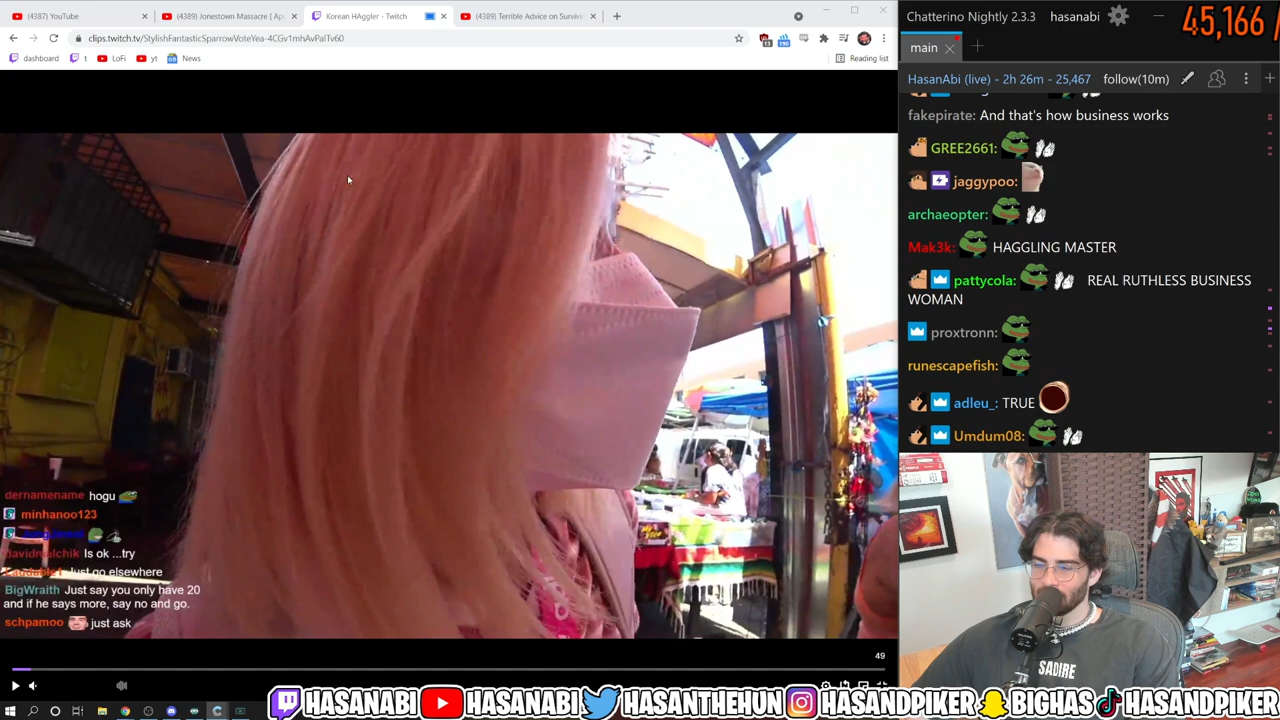 (4387) YouTube
(4389) Jonestown Massacre [ Apo
Korean HAggler - Twitch
(4389) Terrible Advice on Survivi
clips.twitch.tv/StylishFantasticSparrowVoteYea-4CGv1mhAvPaITv60
dashboard
t
LoFi
yt
News
Reading list
Chatterino Nightly 2.3.3
hasanabi
45,166 /
main
HasanAbi (live) - 2h 26m - 25,467
follow(10m)
fakepirate: And that's how business works
GREE2661:
jaggypoo:
archaeopter:
Mak3k: HAGGLING MASTER
pattycola: REAL RUTHLESS BUSINESS
WOMAN
proxtronn:
runescapefish:
adleu_: TRUE
Umdum08:
dernamename hogu
minhanoo123
Is ok ...try
Just go elsewhere
BigWraith Just say you only have 20
and if he says more, say no and go.
schpamoo just ask
49
SADIRE
HASANABI
HASANABI
HASANTHEHUN
HASANDPIKER
BIGHAS
HASANDPIKER